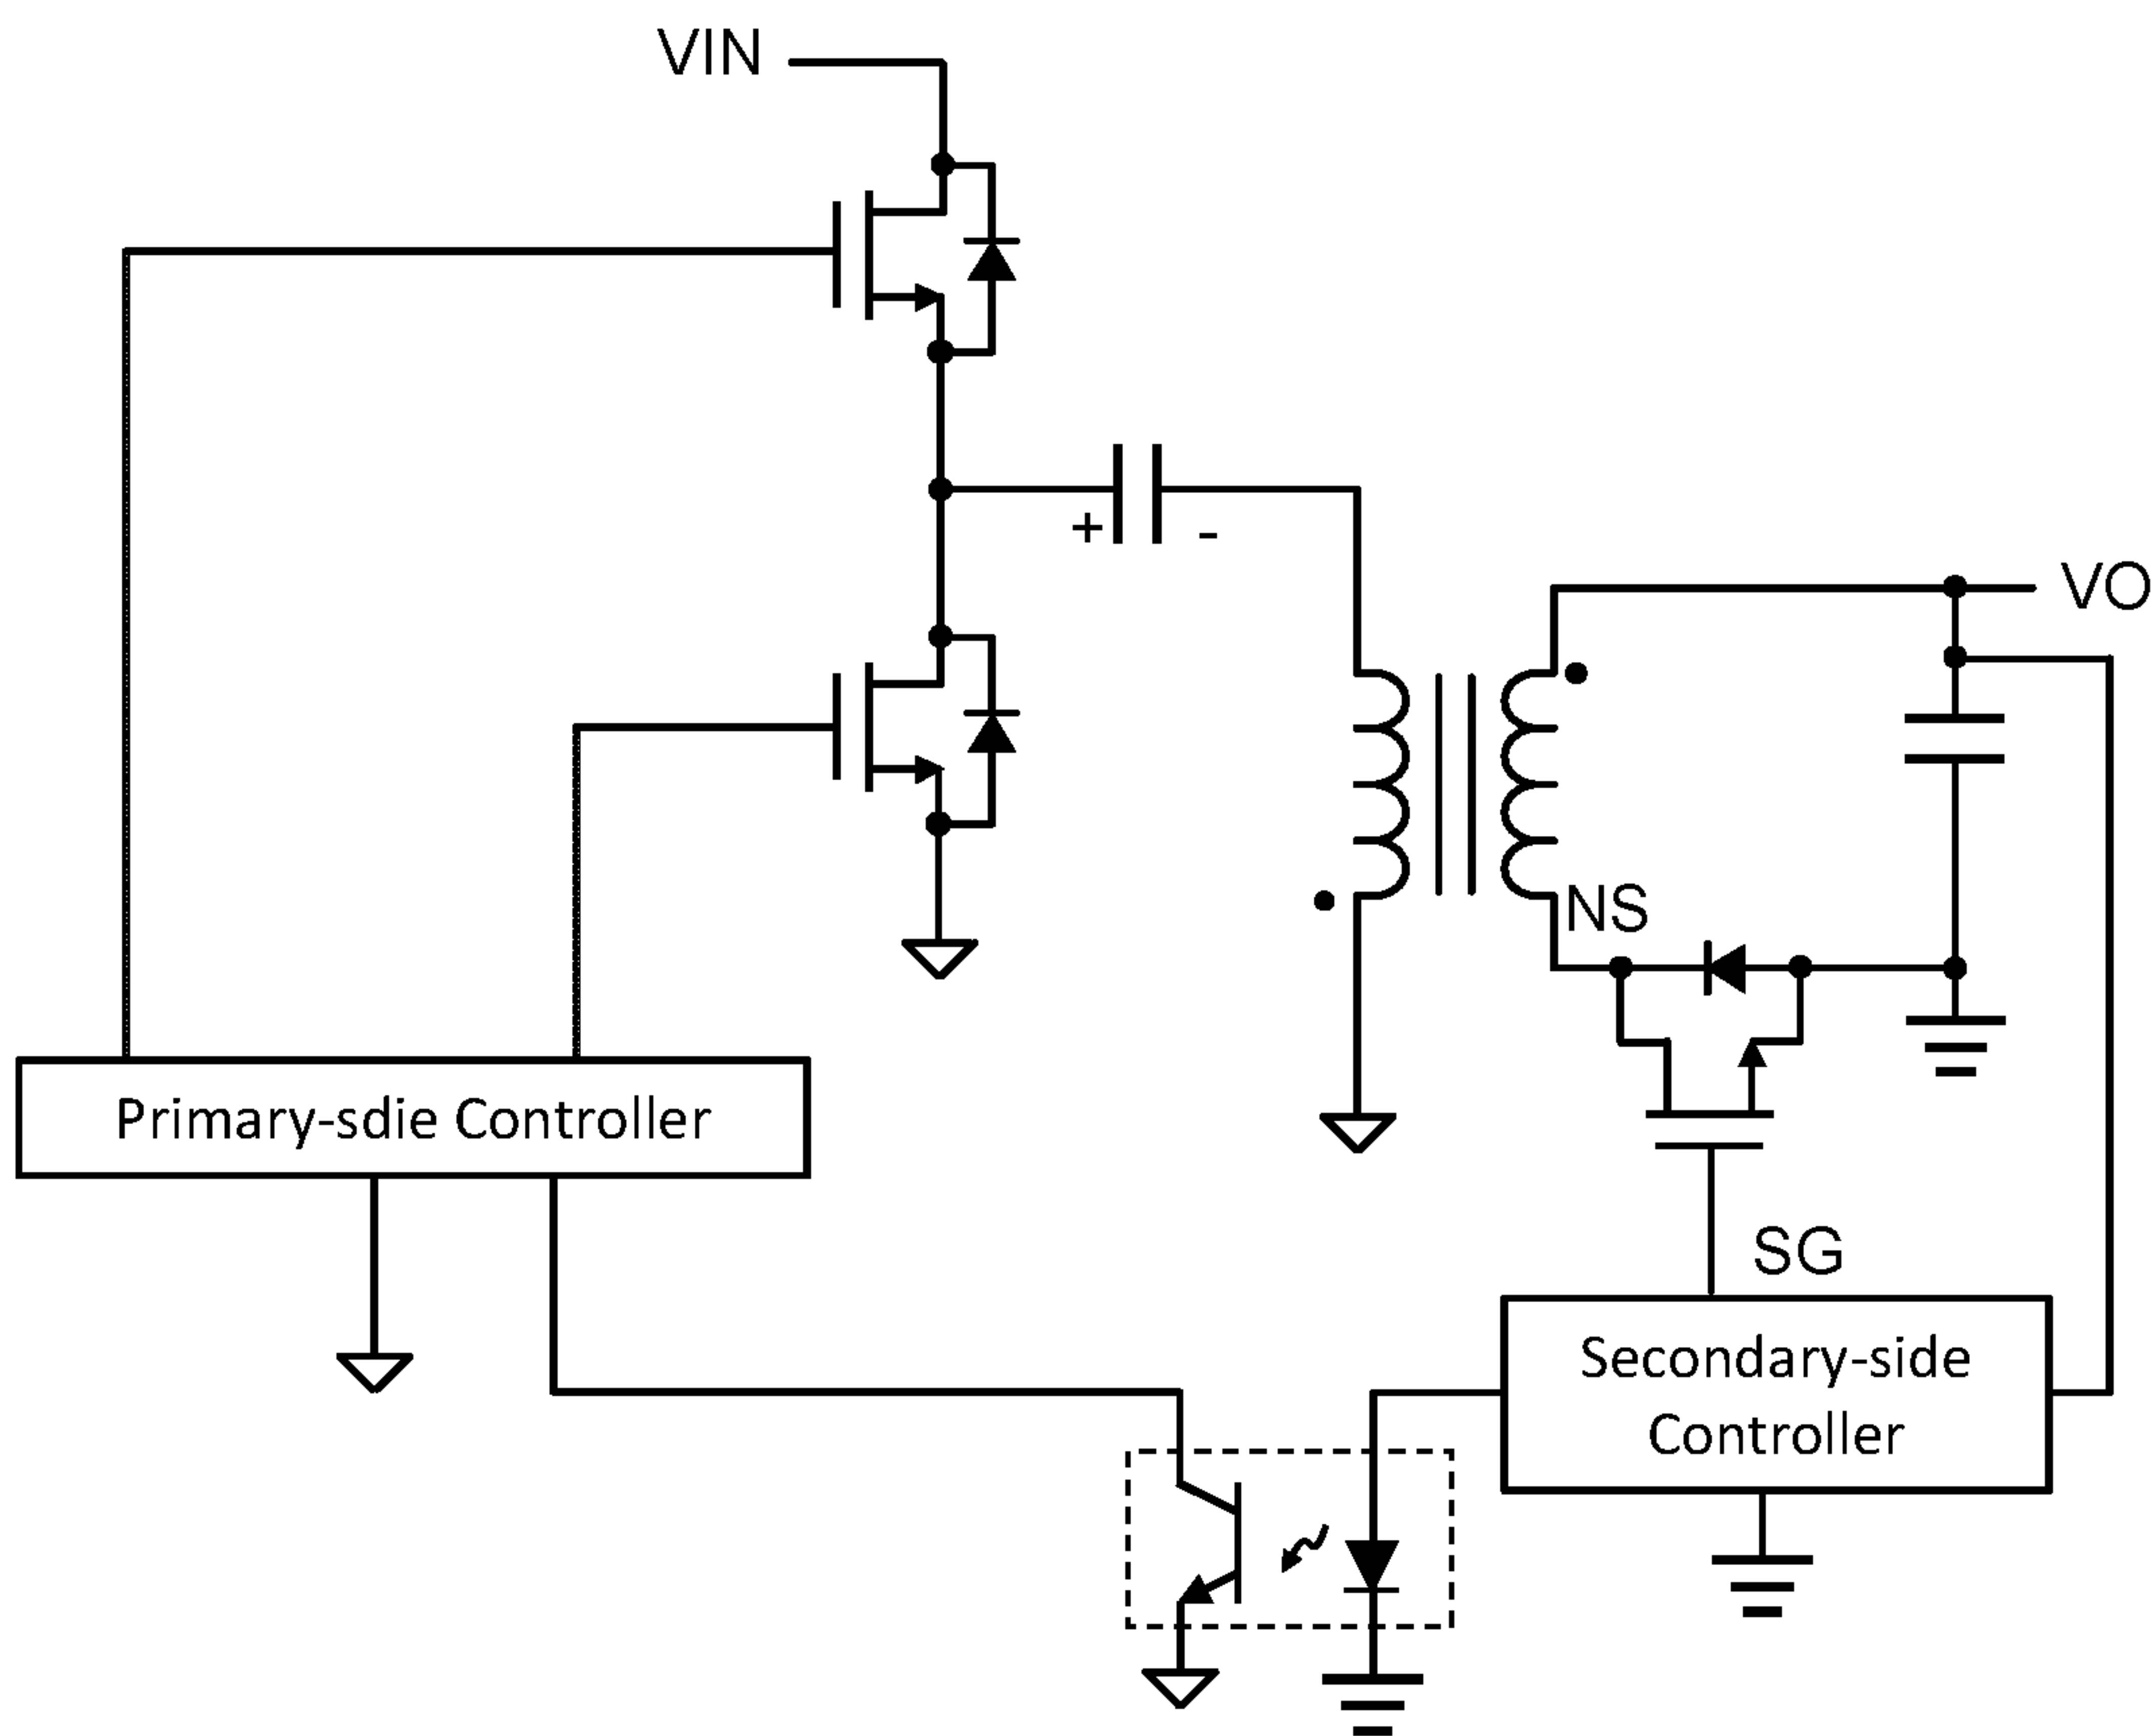 VIN
+ -
VO
NS
Primary-sdie Controller
SG
Secondary-side
Controller